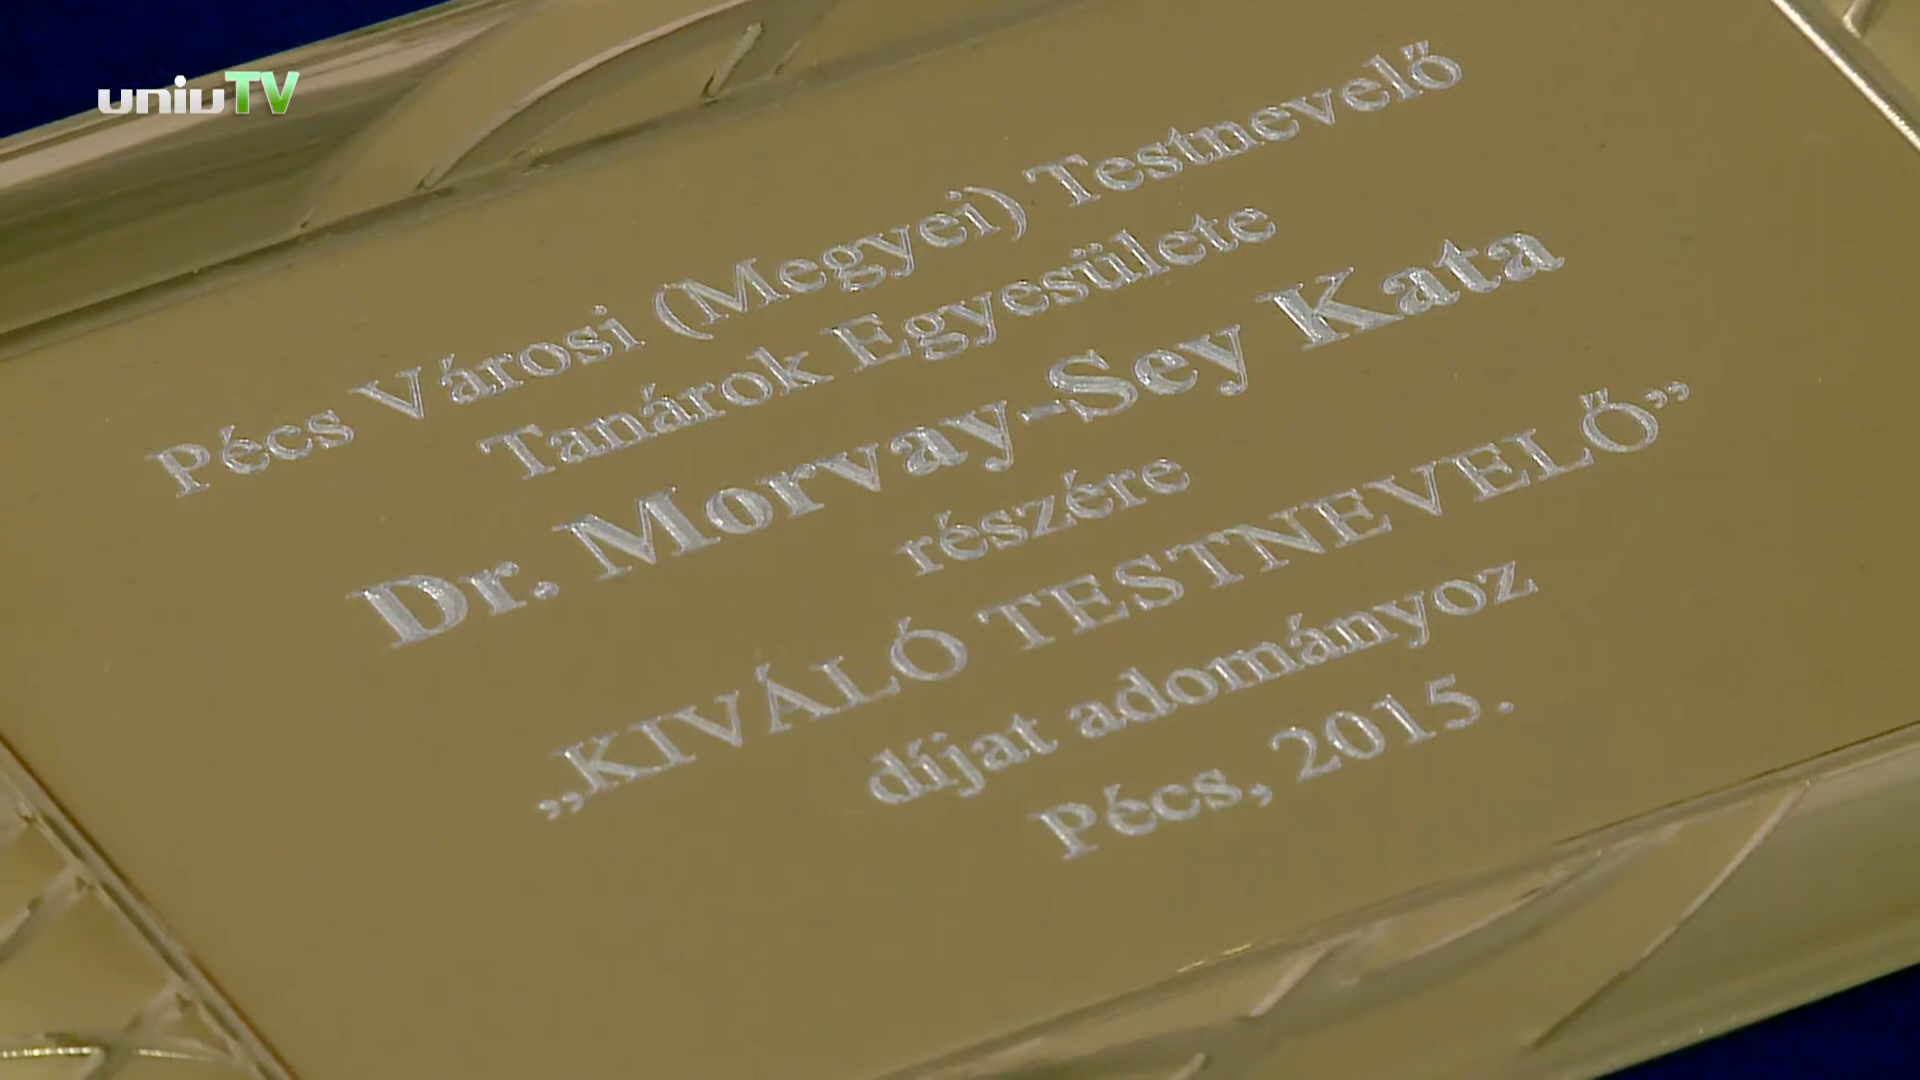 uniuTV
Pécs Városi (Megyei) Testnevelő
Tanárok Egyesülete
Dr. Morvay-Sey Kata
részére
„KIVÁLÓ TESTNEVELŐ”
díjat adományoz
Pécs, 2015.